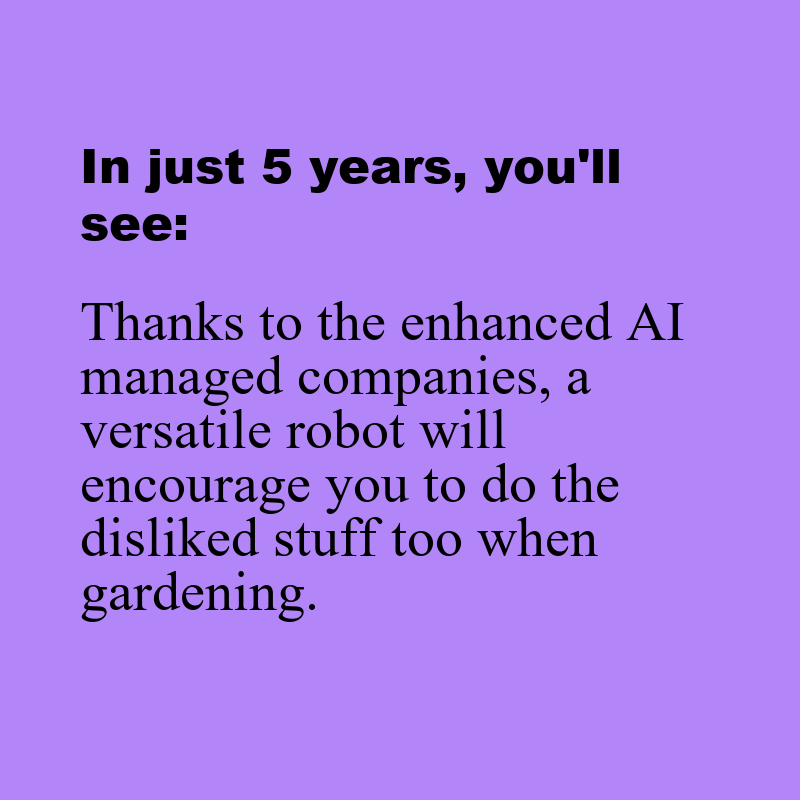 In just 5 years, you'll
see:
Thanks to the enhanced AI
managed companies, a
versatile robot will
encourage you to do the
disliked stuff too when
gardening.